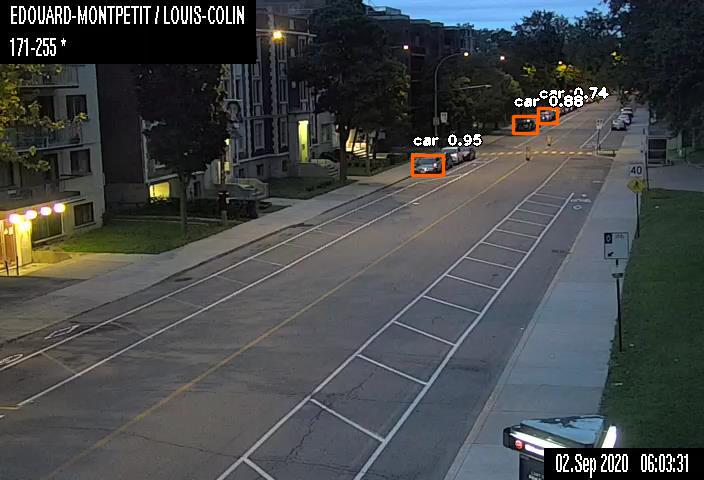 EDOUARD-MONTPETIT / LOUIS-COLIN
171-255 *
car 0.74
car 0.88
car 0.95
40
02.Sep 2020 06:03:31